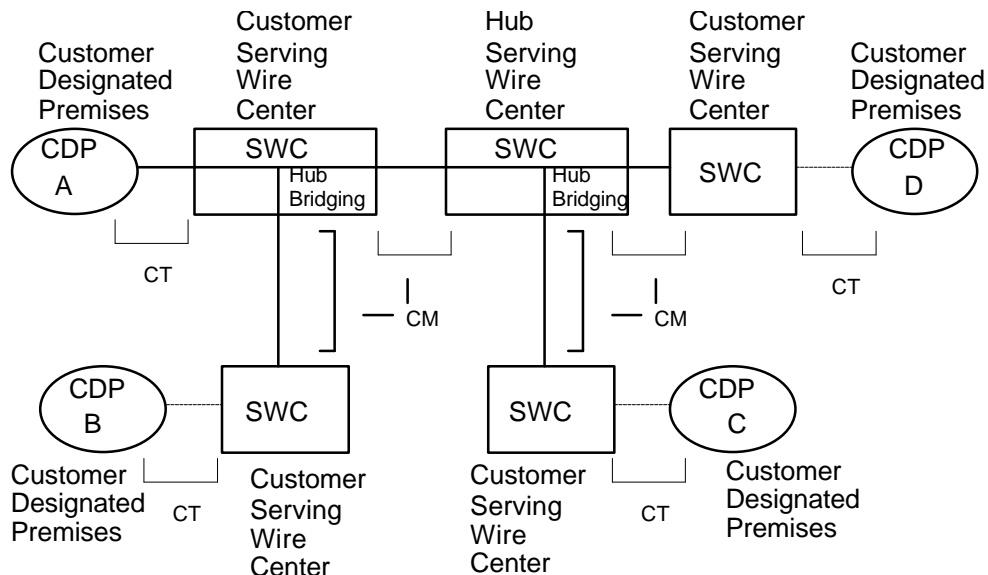 Customer
Serving
Wire
Center
Hub
Serving
Wire
Center
Customer
Serving
Wire
Center
Customer
Designated
Premises
Customer
Designated
Premises
CDP
A
SWC
Hub
Bridging
SWC
Hub
Bridging
SWC
CDP
D
CT
CM
CM
CT
CDP
B
SWC
SWC
CDP
C
Customer
Designated
Premises
CT
Customer
Serving
Wire
Center
Customer
Serving
Wire
Center
CT
Customer
Designated
Premises